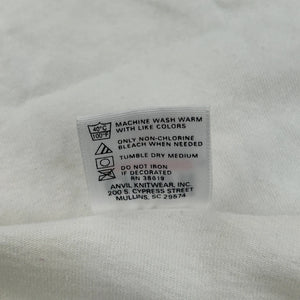 40°C
100°F
MACHINE WASH WARM
WITH LIKE COLORS
ONLY NON-CHLORINE
BLEACH WHEN NEEDED
TUMBLE DRY MEDIUM
DO NOT IRON
IF DECORATED
RN 38619
ANVIL KNITWEAR, INC.
200 S. CYPRESS STREET
MULLINS, SC 29574